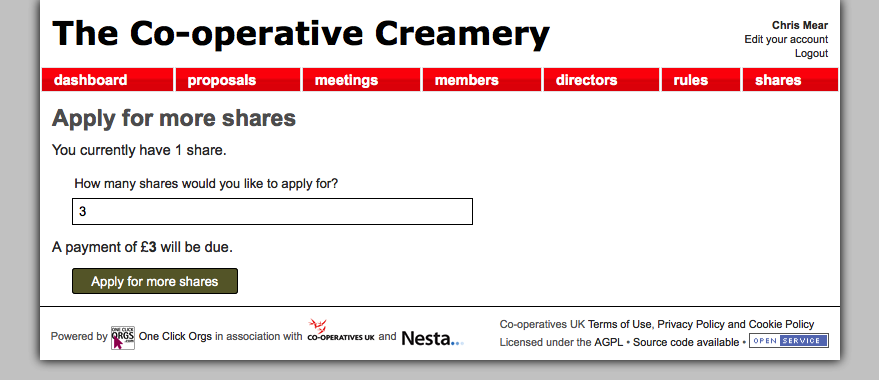 The Co-operative Creamery
Chris Mear
Edit your account
Logout
dashboard proposals meetings members directors rules shares
Apply for more shares
You currently have 1 share.
How many shares would you like to apply for?
3
A payment of £3 will be due.
Apply for more shares
Powered by ONE CLICK ORGS .COM One Click Orgs in association with CO-OPERATIVES UK and Nesta...
Co-operatives UK Terms of Use, Privacy Policy and Cookie Policy
Licensed under the AGPL • Source code available • OPEN SERVICE